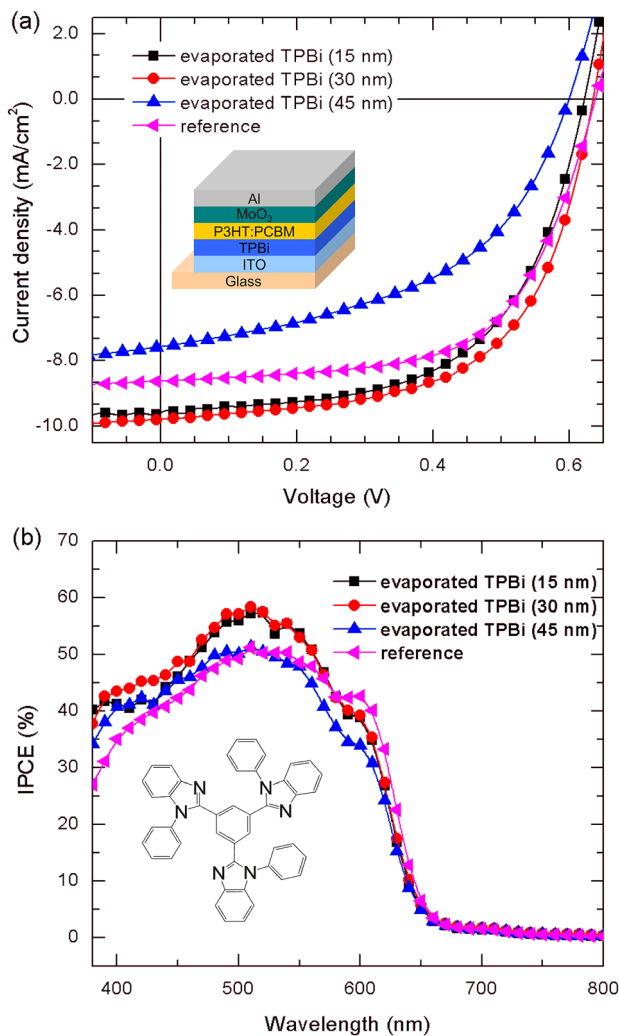 (a)
2.0
0.0
-2.0
-4.0
-6.0
-8.0
-10.0
Current density (mA/cm²)
evaporated TPBi (15 nm)
evaporated TPBi (30 nm)
evaporated TPBi (45 nm)
reference
Al
MoO₃
P3HT:PCBM
TPBi
ITO
Glass
0.0 0.2 0.4 0.6
Voltage (V)
(b)
70
60
50
40
30
20
10
0
IPCE (%)
evaporated TPBi (15 nm)
evaporated TPBi (30 nm)
evaporated TPBi (45 nm)
reference
N
N
N
N
N
N
400 500 600 700 800
Wavelength (nm)